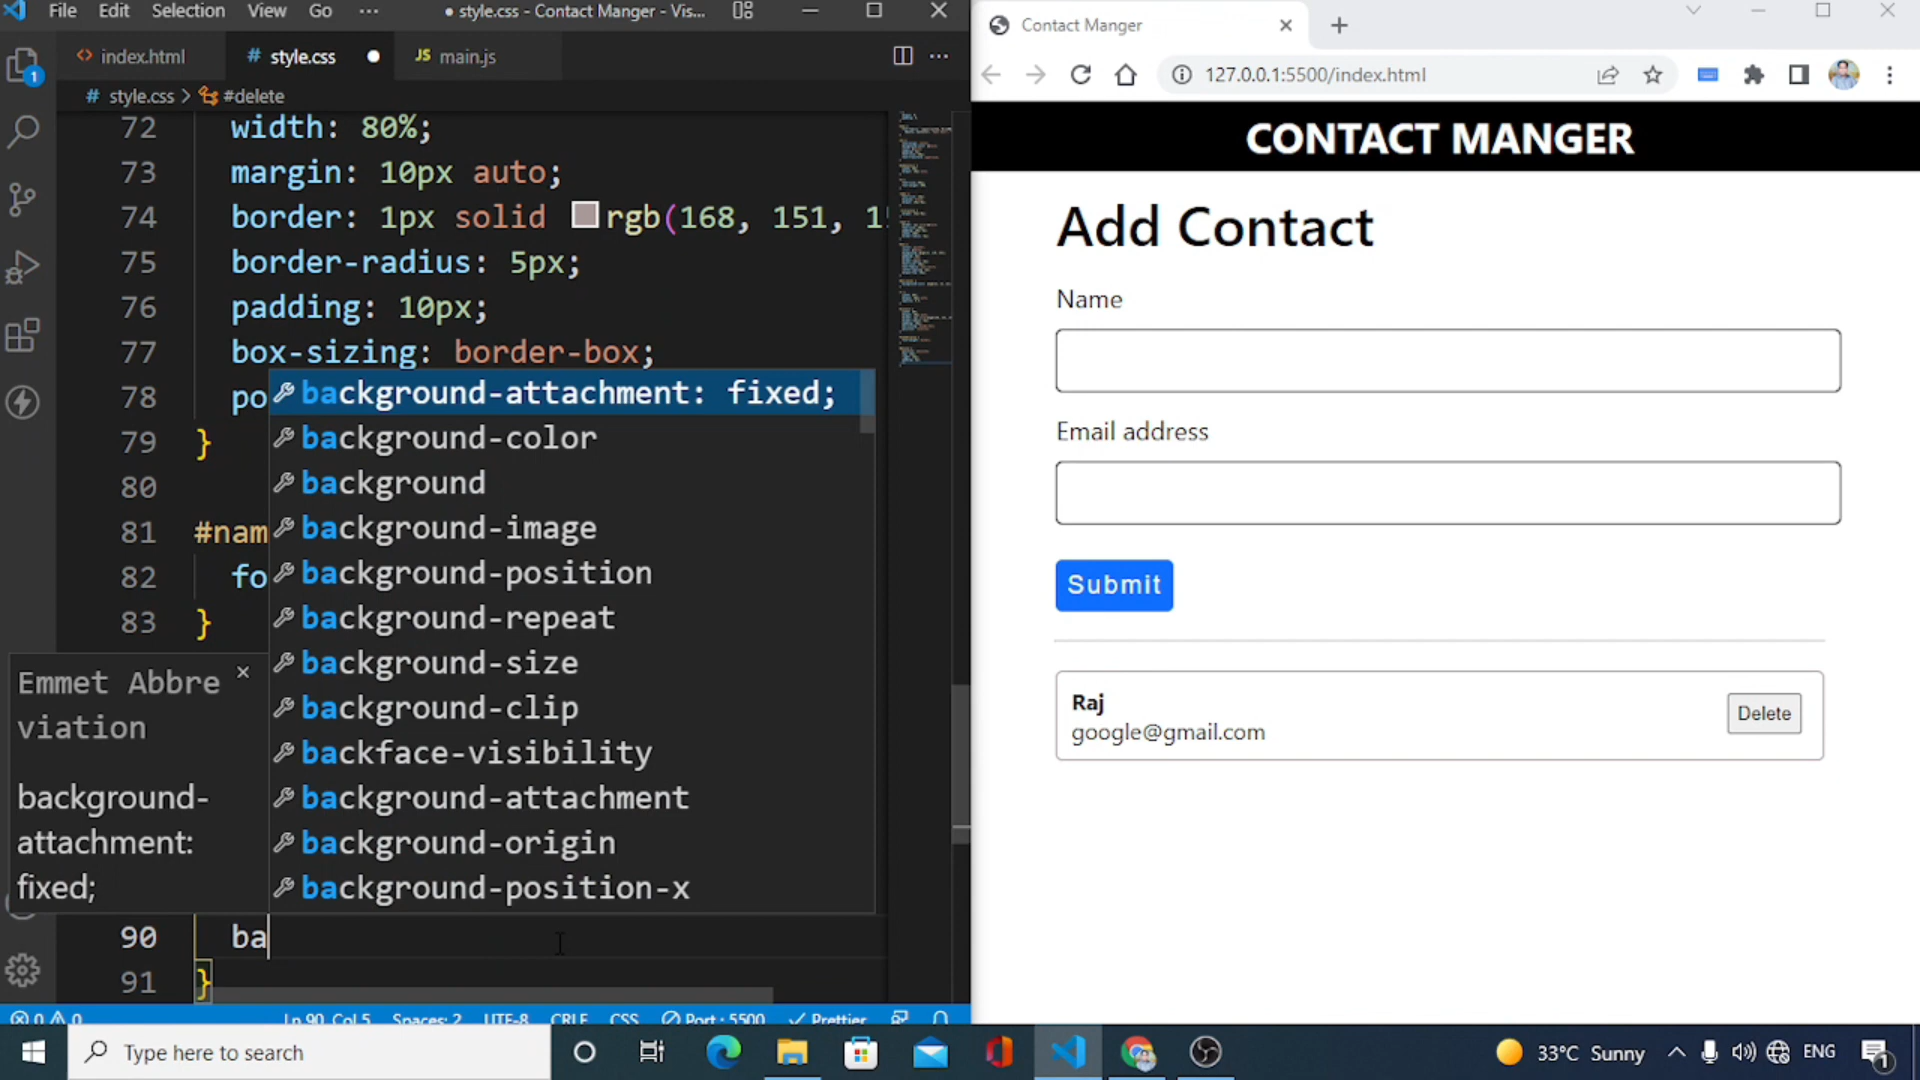 File Edit Selection View Go ··· ● style.css - Contact Manger - Vis...
index.html # style.css ● JS main.js
# style.css > #delete
72 width: 80%;
73 margin: 10px auto;
74 border: 1px solid rgb(168, 151, 1
75 border-radius: 5px;
76 padding: 10px;
77 box-sizing: border-box;
78 po
79 }
80
81 #nam
82 fo
83 }
background-attachment: fixed;
background-color
background
background-image
background-position
background-repeat
background-size
background-clip
backface-visibility
background-attachment
background-origin
background-position-x
Emmet Abbre
viation
background-
attachment:
fixed;
90 ba
91 }
0 0 Ln 90, Col 5 Spaces: 2 UTF-8 CRLF CSS Port : 5500 Prettier
Contact Manger
127.0.0.1:5500/index.html
CONTACT MANGER
Add Contact
Name
Email address
Submit
Raj
google@gmail.com
Delete
Type here to search
33°C Sunny ENG 1